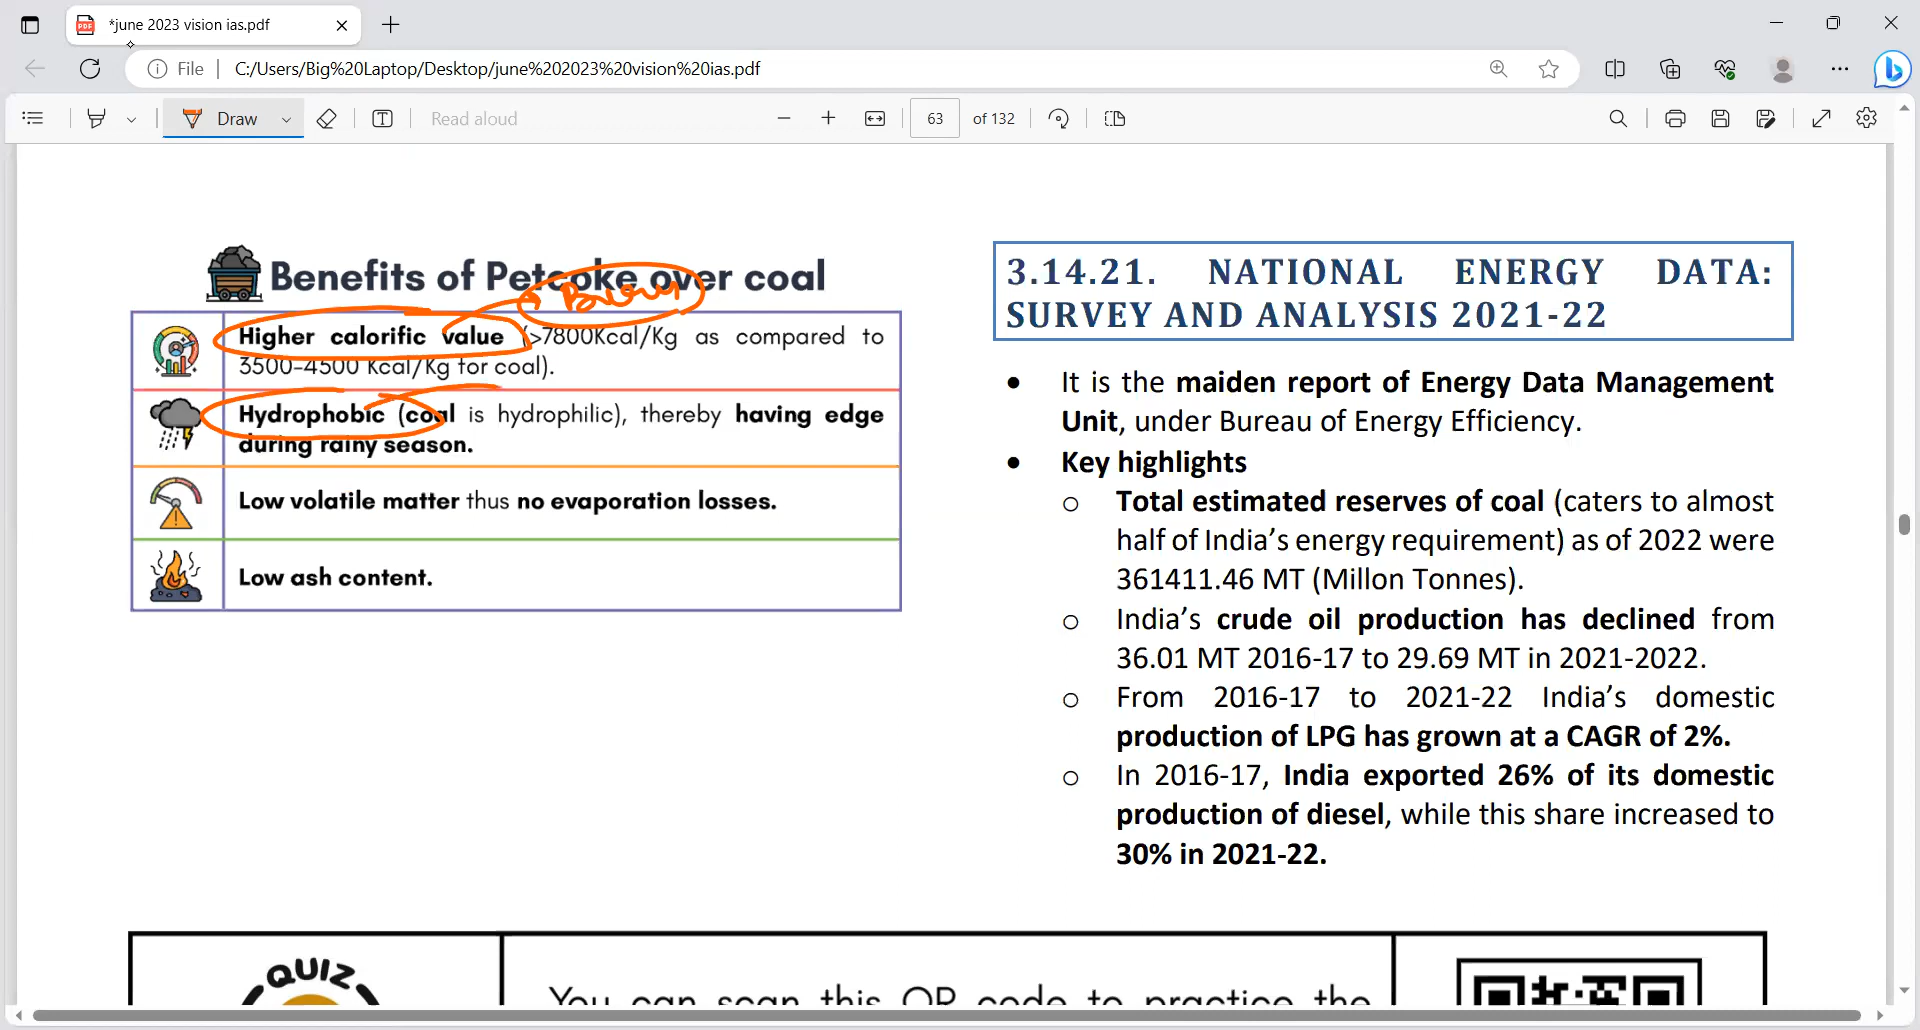 *june 2023 vision ias.pdf
File
C:/Users/Big%20Laptop/Desktop/june%202023%20vision%20ias.pdf
Draw
Read aloud
63
of 132
Benefits of Petcoke over coal
Higher calorific value (>7800Kcal/Kg as compared to
3500-4500 Kcal/Kg for coal).
Hydrophobic (coal is hydrophilic), thereby having edge
during rainy season.
Low volatile matter thus no evaporation losses.
Low ash content.
3.14.21. NATIONAL ENERGY DATA:
SURVEY AND ANALYSIS 2021-22
• It is the maiden report of Energy Data Management
Unit, under Bureau of Energy Efficiency.
• Key highlights
o Total estimated reserves of coal (caters to almost
half of India’s energy requirement) as of 2022 were
361411.46 MT (Millon Tonnes).
o India’s crude oil production has declined from
36.01 MT 2016-17 to 29.69 MT in 2021-2022.
o From 2016-17 to 2021-22 India’s domestic
production of LPG has grown at a CAGR of 2%.
o In 2016-17, India exported 26% of its domestic
production of diesel, while this share increased to
30% in 2021-22.
QUIZ
You can scan this QR code to practice the